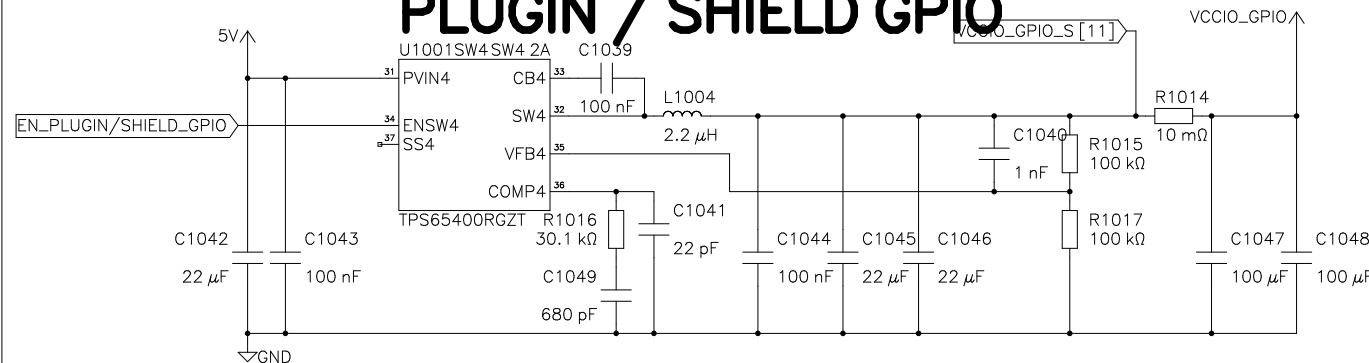 PLUGIN / SHIELD GPIO
VCCIO_GPIO_S [11]
VCCIO_GPIO
5V
U1001SW4 SW4 2A
C1039
100 nF
31 PVIN4
CB4 33
EN_PLUGIN/SHIELD_GPIO
34 ENSW4
SW4 32
L1004
2.2 μH
37 SS4
VFB4 35
COMP4 36
TPS65400RGZT
C1040
1 nF
R1015
100 kΩ
R1014
10 mΩ
R1016
30.1 kΩ
C1041
22 pF
R1017
100 kΩ
C1042
22 μF
C1043
100 nF
C1049
680 pF
C1044
100 nF
C1045
22 μF
C1046
22 μF
C1047
100 μF
C1048
100 μF
GND